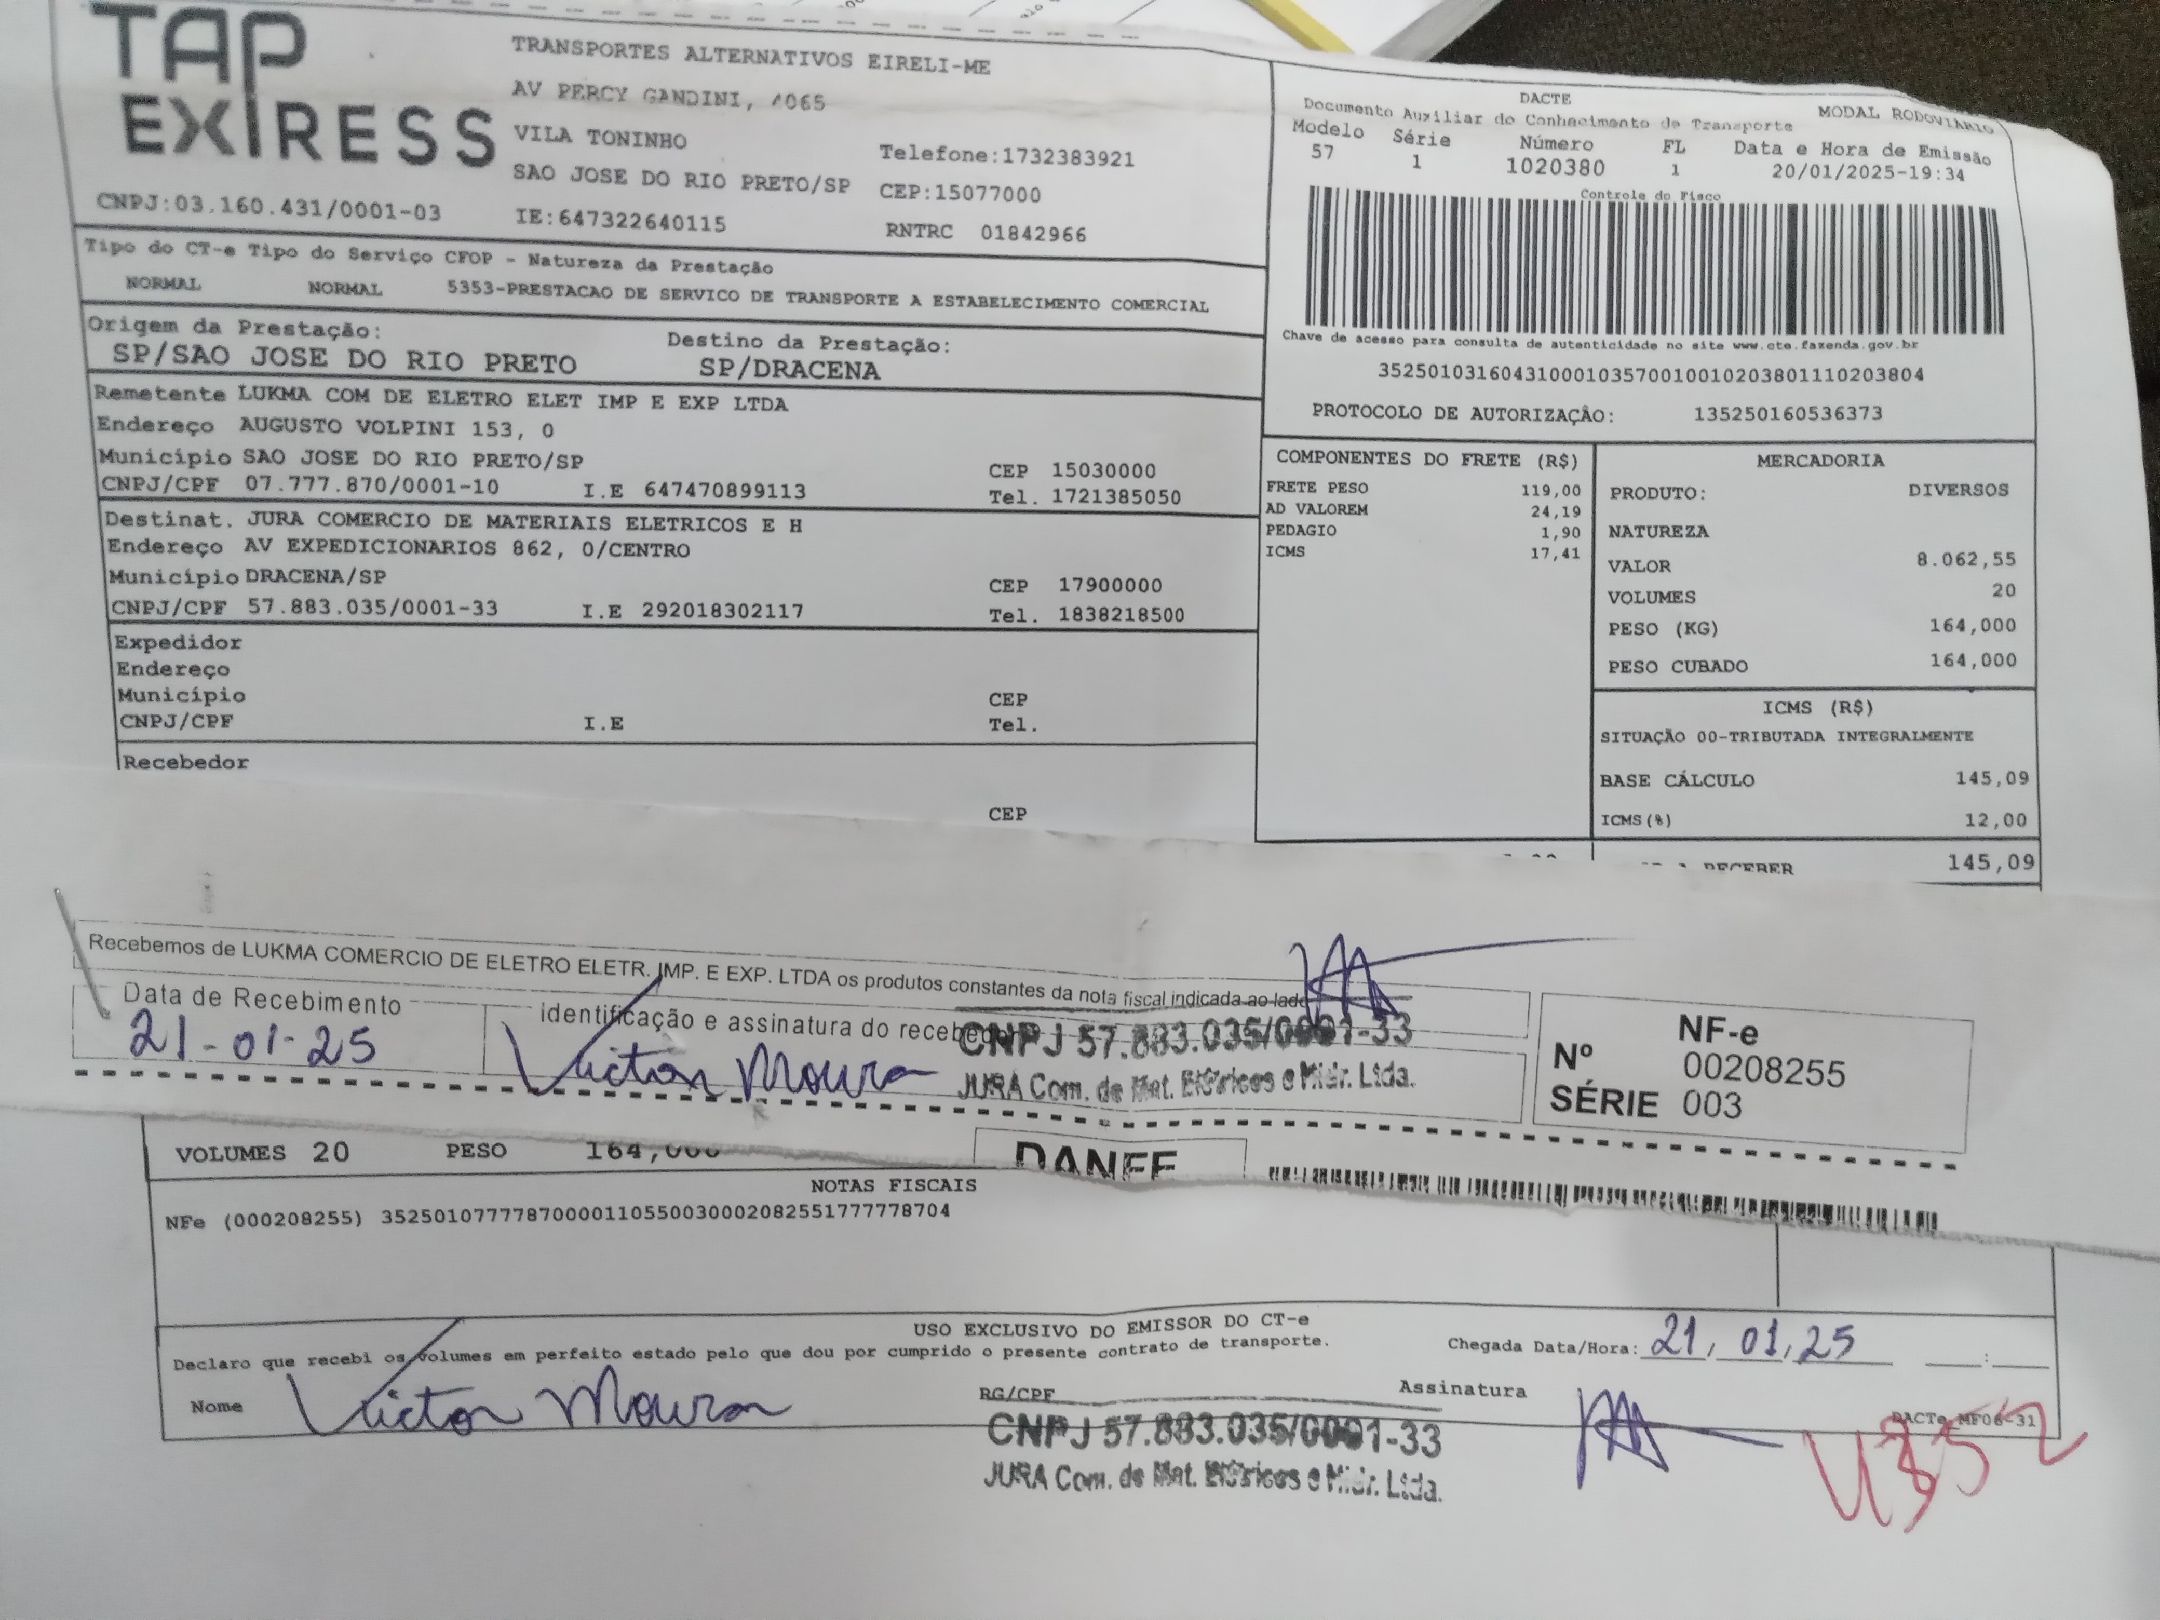 TAP EXPRESS
TRANSPORTES ALTERNATIVOS EIRELI-ME
AV PERCY GANDINI, 4065
VILA TONINHO
Telefone:1732383921
SAO JOSE DO RIO PRETO/SP CEP:15077000
CNPJ:03.160.431/0001-03 IE:647322640115 RNTRC 01842966
DACTE MODAL RODOVIARIO
Documento Auxiliar do Conhecimento de Transporte
Modelo Série Número FL Data e Hora de Emissão
57 1 1020380 1 20/01/2025-19:34
Controle do Fisco
Chave de acesso para consulta de autenticidade no site www.cte.fazenda.gov.br
35250103160431000103570010010203801110203804
PROTOCOLO DE AUTORIZAÇÃO: 135250160536373
Tipo do CT-e Tipo do Serviço CFOP - Natureza da Prestação
NORMAL NORMAL 5353-PRESTACAO DE SERVICO DE TRANSPORTE A ESTABELECIMENTO COMERCIAL
Origem da Prestação: Destino da Prestação:
SP/SAO JOSE DO RIO PRETO SP/DRACENA
Remetente LUKMA COM DE ELETRO ELET IMP E EXP LTDA
Endereço AUGUSTO VOLPINI 153, 0
Município SAO JOSE DO RIO PRETO/SP CEP 15030000
CNPJ/CPF 07.777.870/0001-10 I.E 647470899113 Tel. 1721385050
Destinat. JURA COMERCIO DE MATERIAIS ELETRICOS E H
Endereço AV EXPEDICIONARIOS 862, 0/CENTRO
Município DRACENA/SP CEP 17900000
CNPJ/CPF 57.883.035/0001-33 I.E 292018302117 Tel. 1838218500
Expedidor
Endereço
Município CEP
CNPJ/CPF I.E Tel.
Recebedor
CEP
COMPONENTES DO FRETE (R$)
FRETE PESO 119,00
AD VALOREM 24,19
PEDAGIO 1,90
ICMS 17,41
MERCADORIA
PRODUTO: DIVERSOS
NATUREZA
VALOR 8.062,55
VOLUMES 20
PESO (KG) 164,000
PESO CUBADO 164,000
ICMS (R$)
SITUAÇÃO 00-TRIBUTADA INTEGRALMENTE
BASE CÁLCULO 145,09
ICMS(%) 12,00
RECEBER 145,09
Recebemos de LUKMA COMERCIO DE ELETRO ELETR. IMP. E EXP. LTDA os produtos constantes da nota fiscal indicada ao lado
Data de Recebimento identificação e assinatura do recebedor
21-01-25 Victor Moura
CNPJ 57.883.035/0001-33
JURA Com. de Mat. Elétricos e Hidr. Ltda.
NF-e
Nº 00208255
SÉRIE 003
VOLUMES 20 PESO 164,000
DANFE
NOTAS FISCAIS
NFe (000208255) 35250107777870000110550030002082551777778704
USO EXCLUSIVO DO EMISSOR DO CT-e
Declaro que recebi os volumes em perfeito estado pelo que dou por cumprido o presente contrato de transporte.
Chegada Data/Hora: 21,01,25 :
Nome Victor Moura RG/CPF Assinatura
CNPJ 57.883.035/0001-33
JURA Com. de Mat. Elétricos e Hidr. Ltda.
DACTe MF06-31